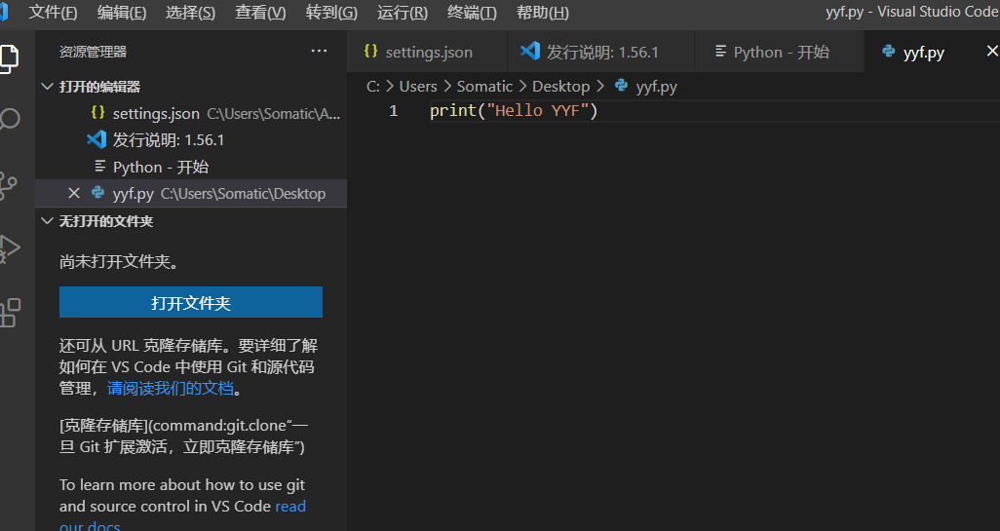 文件(F) 编辑(E) 选择(S) 查看(V) 转到(G) 运行(R) 终端(T) 帮助(H) yyf.py - Visual Studio Code
资源管理器 ···
打开的编辑器
settings.json C:\Users\Somatic\A...
发行说明: 1.56.1
Python - 开始
yyf.py C:\Users\Somatic\Desktop
无打开的文件夹
尚未打开文件夹。
打开文件夹
还可从 URL 克隆存储库。要详细了解
如何在 VS Code 中使用 Git 和源代码
管理，请阅读我们的文档。
[克隆存储库](command:git.clone“一
旦 Git 扩展激活，立即克隆存储库”)
To learn more about how to use git
and source control in VS Code read
our docs
settings.json 发行说明: 1.56.1 Python - 开始 yyf.py
C: > Users > Somatic > Desktop > yyf.py
1 print("Hello YYF")